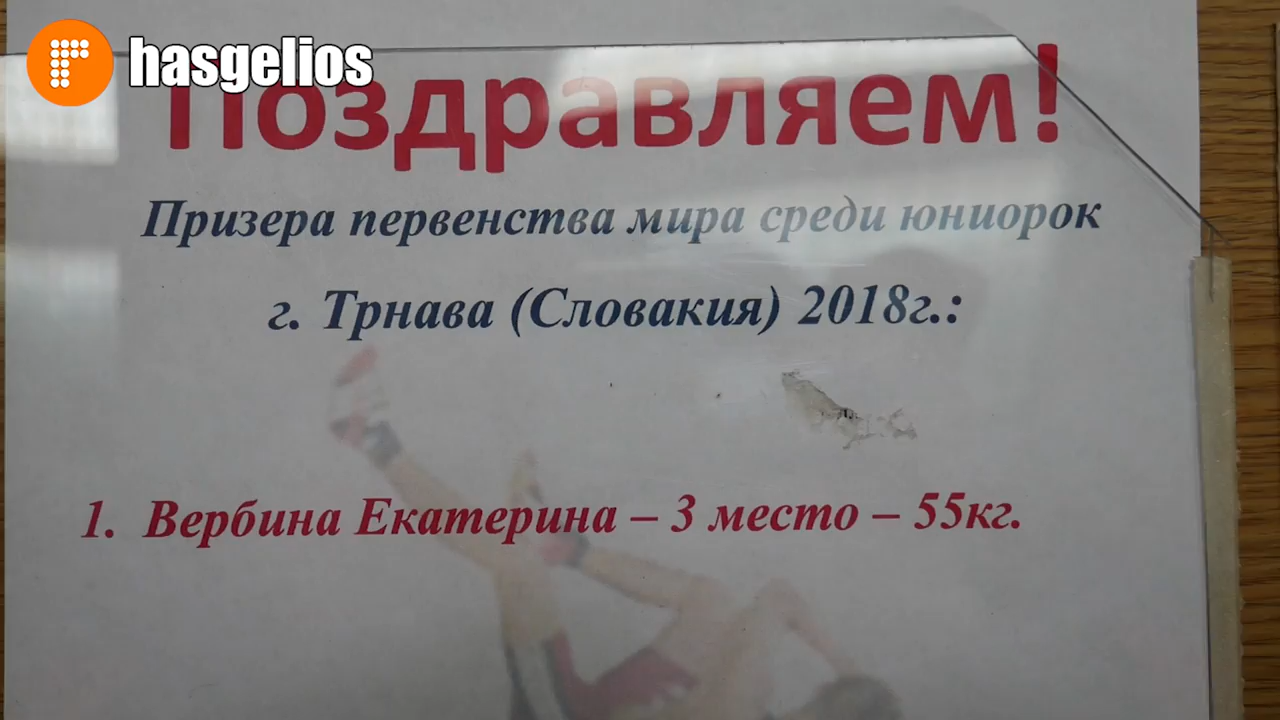 hasgelios
Поздравляем!
Призера первенства мира среди юниорок
г. Трнава (Словакия) 2018г.:
1. Вербина Екатерина – 3 место – 55кг.